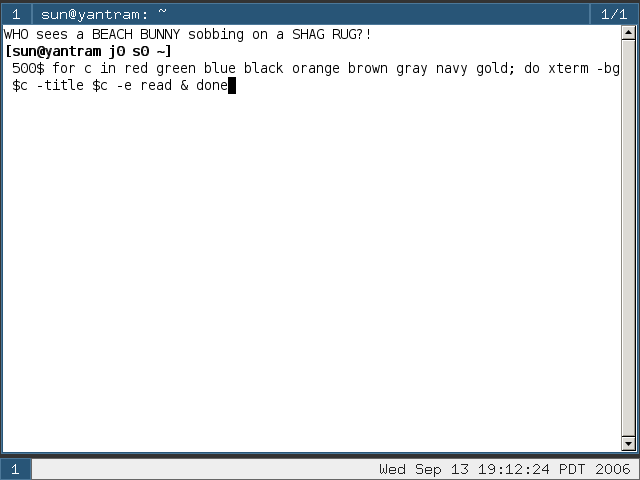 1 sun@yantram: ~ 1/1
WHO sees a BEACH BUNNY sobbing on a SHAG RUG?!
[sun@yantram j0 s0 ~]
500$ for c in red green blue black orange brown gray navy gold; do xterm -bg
$c -title $c -e read & done
1 Wed Sep 13 19:12:24 PDT 2006